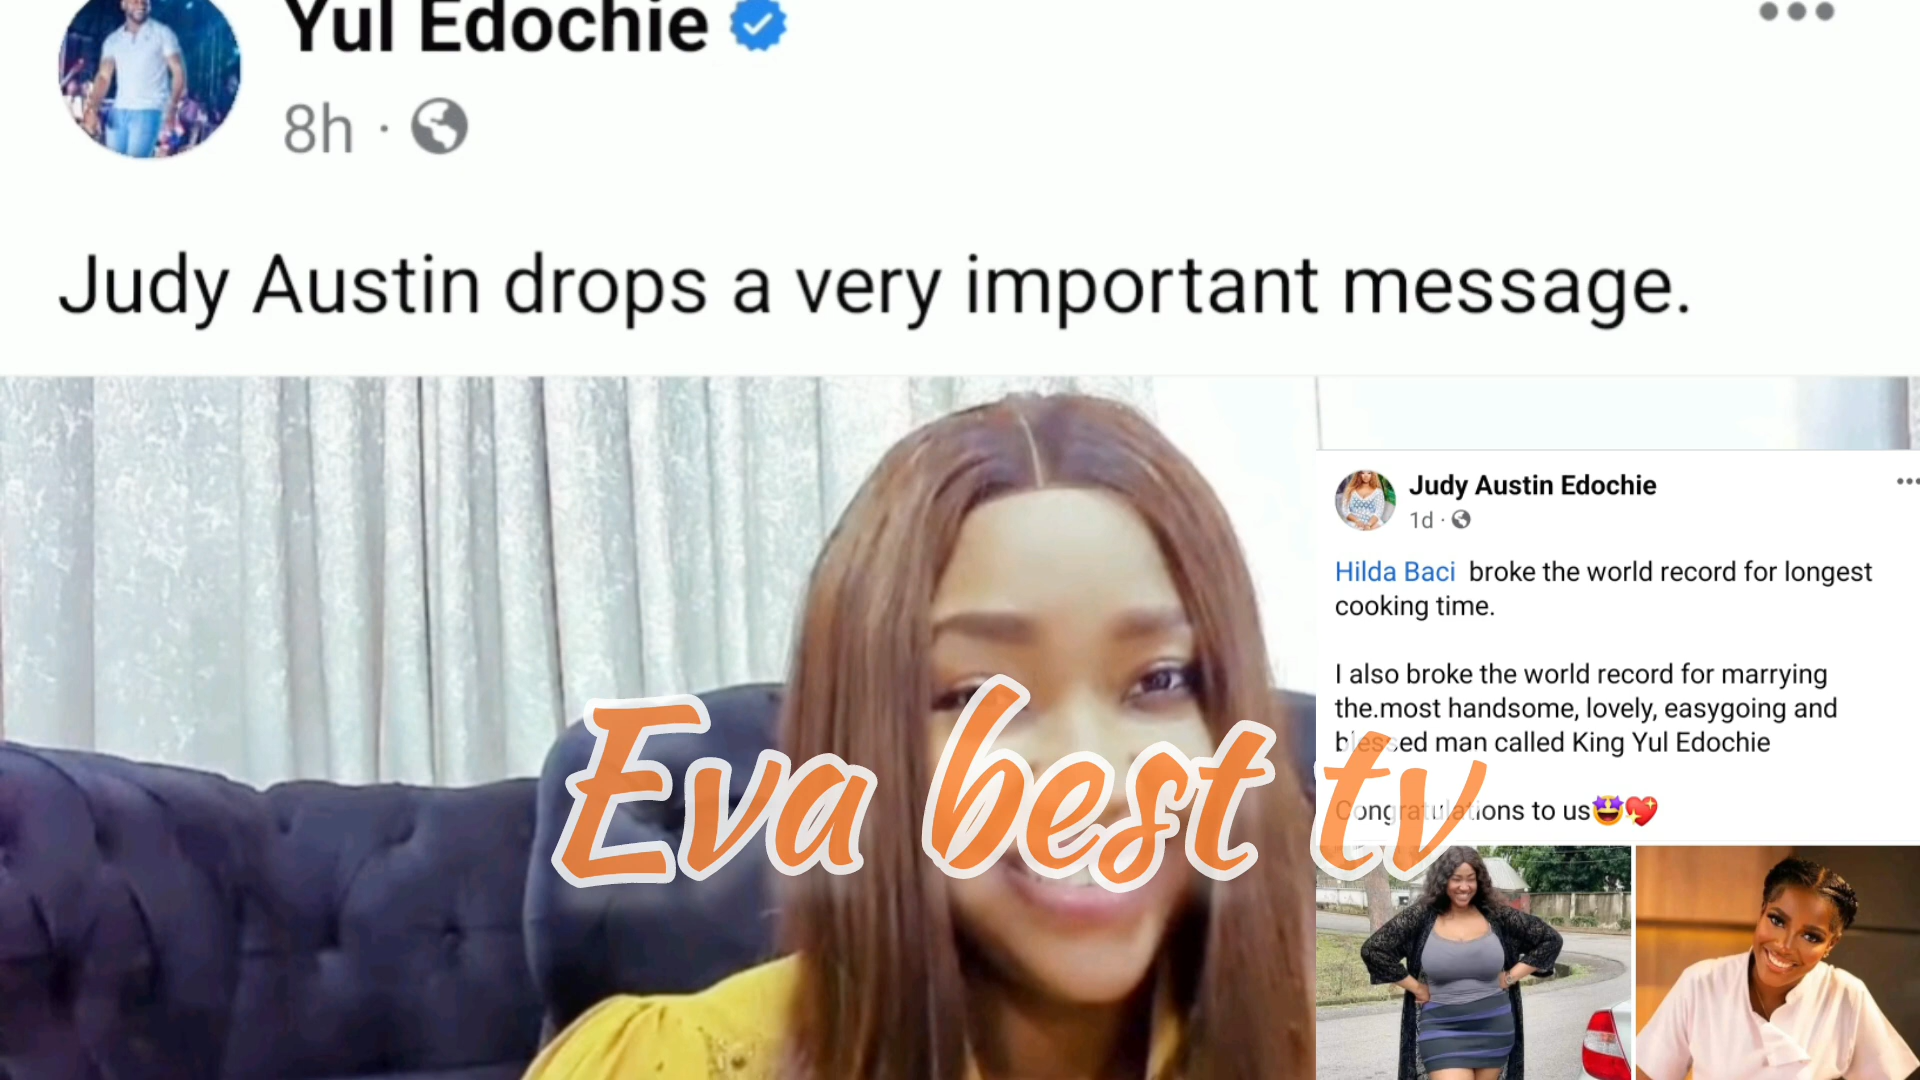 Yul Edochie
8h ·
Judy Austin drops a very important message.
Judy Austin Edochie
1d ·
Hilda Baci broke the world record for longest
cooking time.
I also broke the world record for marrying
the.most handsome, lovely, easygoing and
blessed man called King Yul Edochie
Congratulations to us🤩💖
Eva best tv